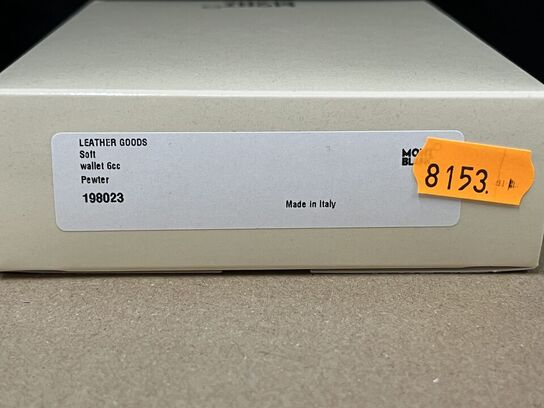 LEATHER GOODS
Soft
wallet 6cc
Pewter
198023
Made in Italy
8153.